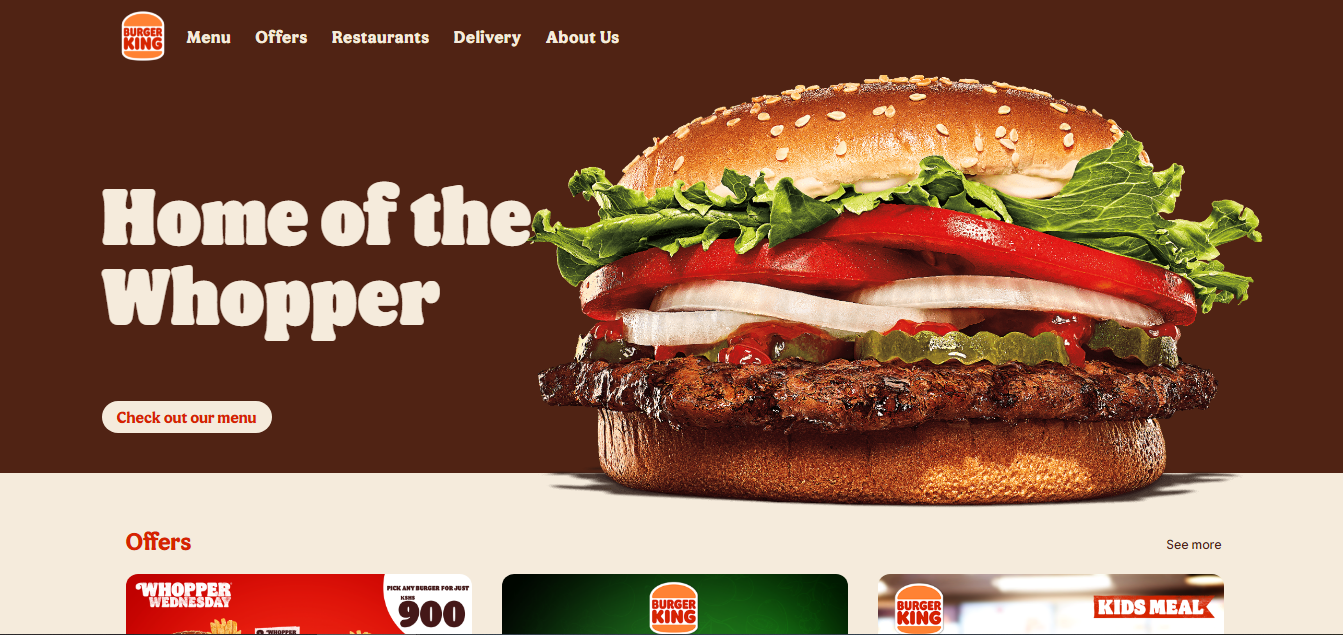 BURGER
KING
Menu
Offers
Restaurants
Delivery
About Us
Home of the
Whopper
Check out our menu
Offers
See more
WHOPPER
WEDNESDAY
PICK ANY BURGER FOR JUST
KSHS
900
WHOPPER
BURGER
KING
BURGER
KING
KIDS MEAL